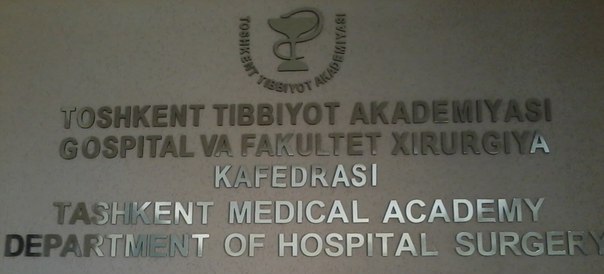 TOSHKENT TIBBIYOT AKADEMIYASI
TOSHKENT TIBBIYOT AKADEMIYASI
GOSPITAL VA FAKULTET XIRURGIYA
KAFEDRASI
TASHKENT MEDICAL ACADEMY
DEPARTMENT OF HOSPITAL SURGERY